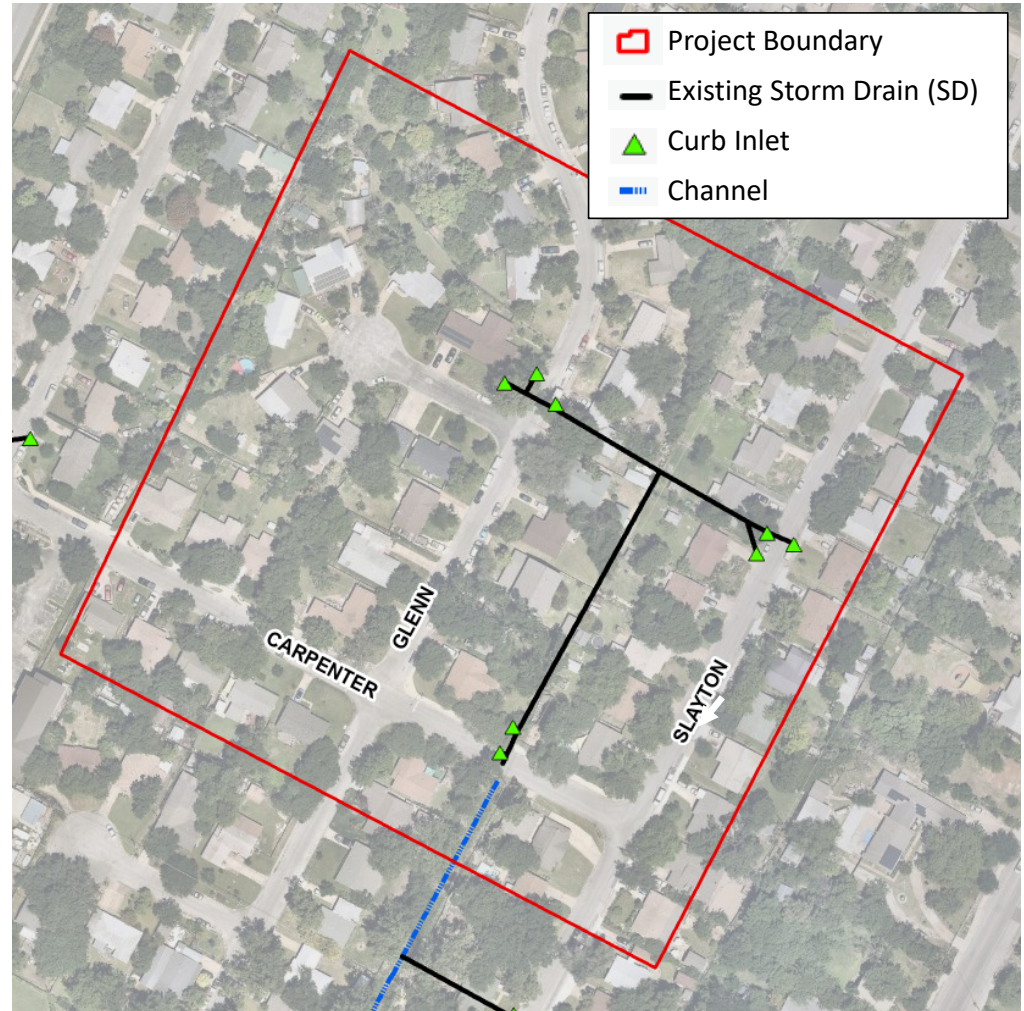 Project Boundary
Existing Storm Drain (SD)
Curb Inlet
Channel
GLENN
CARPENTER
SLAYTON